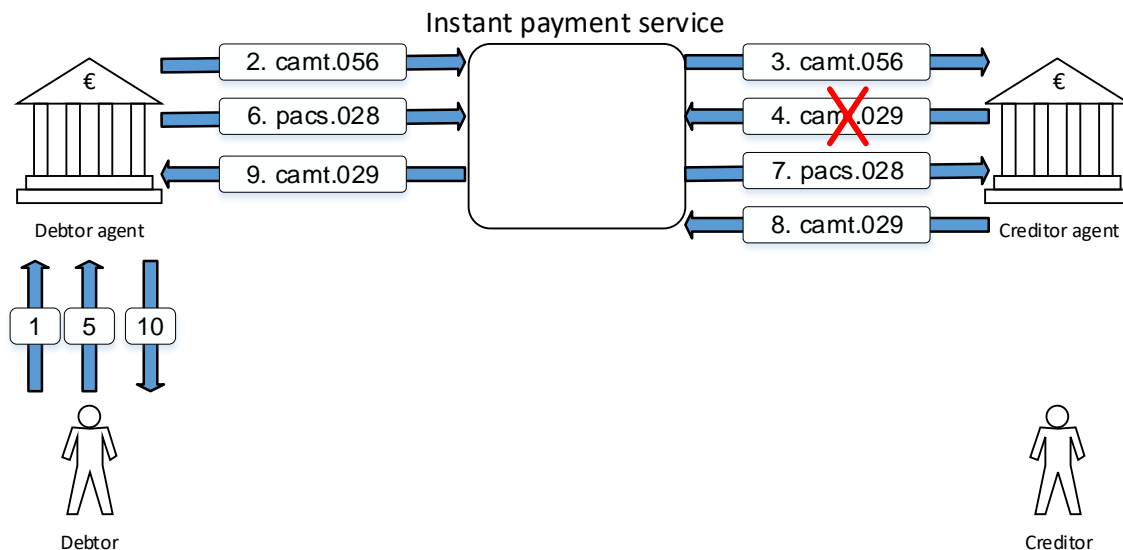 Instant payment service
€
2. camt.056
3. camt.056
€
6. pacs.028
4. camt.029
9. camt.029
7. pacs.028
8. camt.029
Debtor agent
Creditor agent
1
5
10
Debtor
Creditor